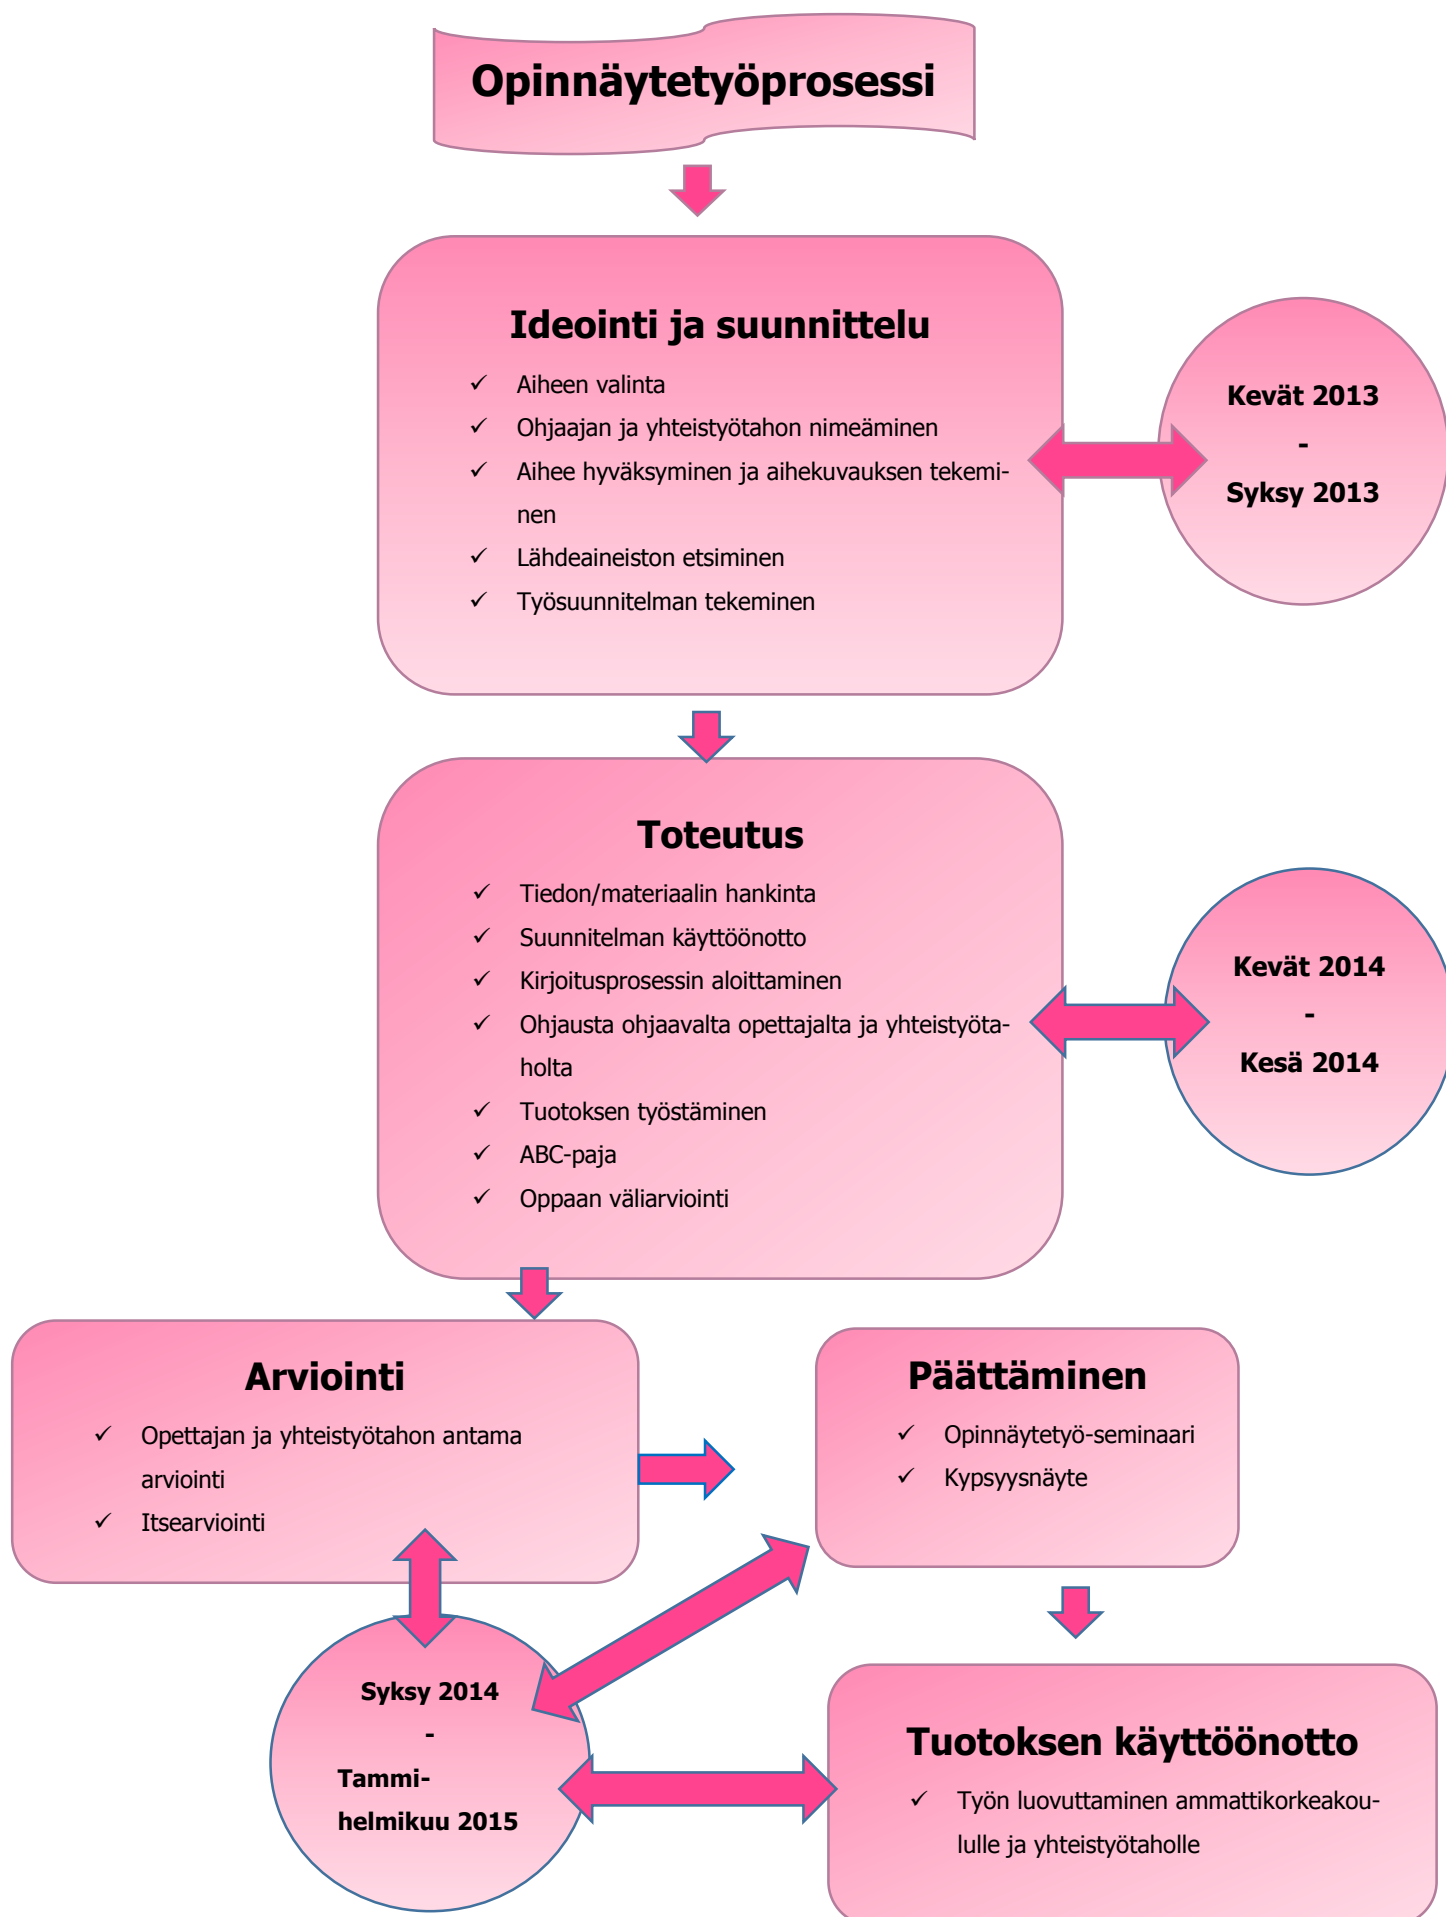 Opinnäytetyöprosessi
Ideointi ja suunnittelu
✓ Aiheen valinta
✓ Ohjaajan ja yhteistyötahon nimeäminen
✓ Aihee hyväksyminen ja aihekuvauksen tekemi-
nen
✓ Lähdeaineiston etsiminen
✓ Työsuunnitelman tekeminen
Kevät 2013
-
Syksy 2013
Toteutus
✓ Tiedon/materiaalin hankinta
✓ Suunnitelman käyttöönotto
✓ Kirjoitusprosessin aloittaminen
✓ Ohjausta ohjaavalta opettajalta ja yhteistyöta-
holta
✓ Tuotoksen työstäminen
✓ ABC-paja
✓ Oppaan väliarviointi
Kevät 2014
-
Kesä 2014
Arviointi
✓ Opettajan ja yhteistyötahon antama
arviointi
✓ Itsearviointi
Päättäminen
✓ Opinnäytetyö-seminaari
✓ Kypsyysnäyte
Syksy 2014
-
Tammi-
helmikuu 2015
Tuotoksen käyttöönotto
✓ Työn luovuttaminen ammattikorkeakou-
lulle ja yhteistyötaholle